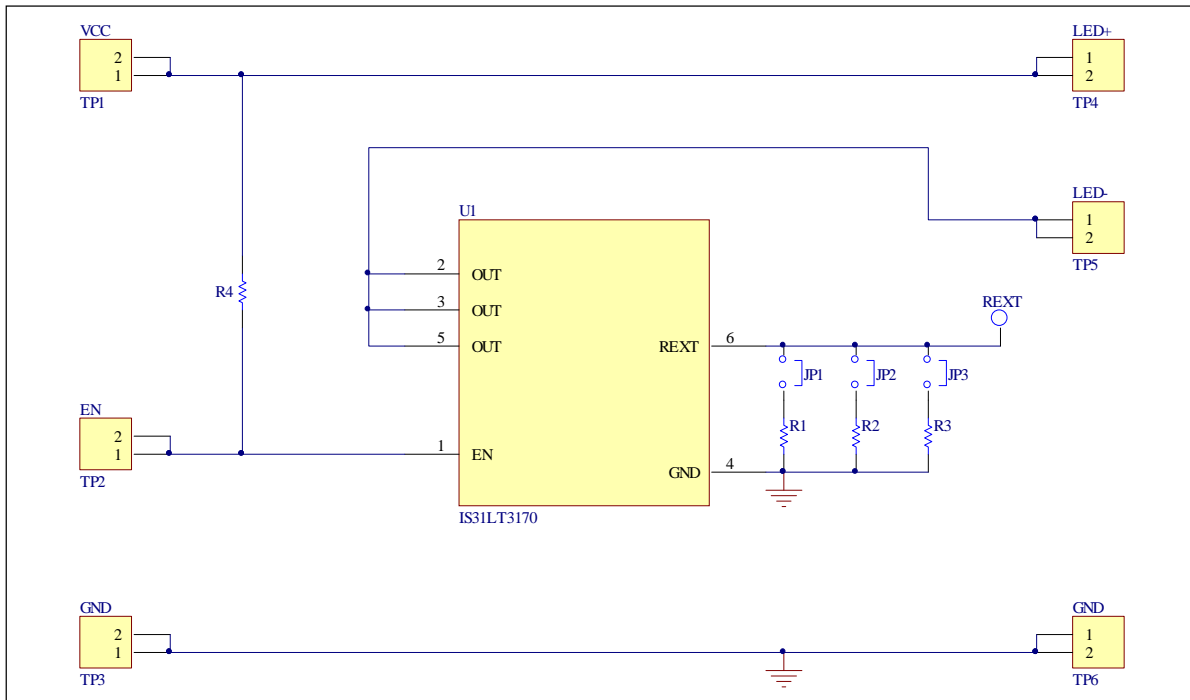 VCC
2
1
TP1
LED+
1
2
TP4
LED-
1
2
TP5
U1
2 OUT
3 OUT
5 OUT
REXT 6
1 EN
GND 4
IS31LT3170
R4
REXT
JP1 JP2 JP3
R1 R2 R3
EN
2
1
TP2
GND
2
1
TP3
GND
1
2
TP6